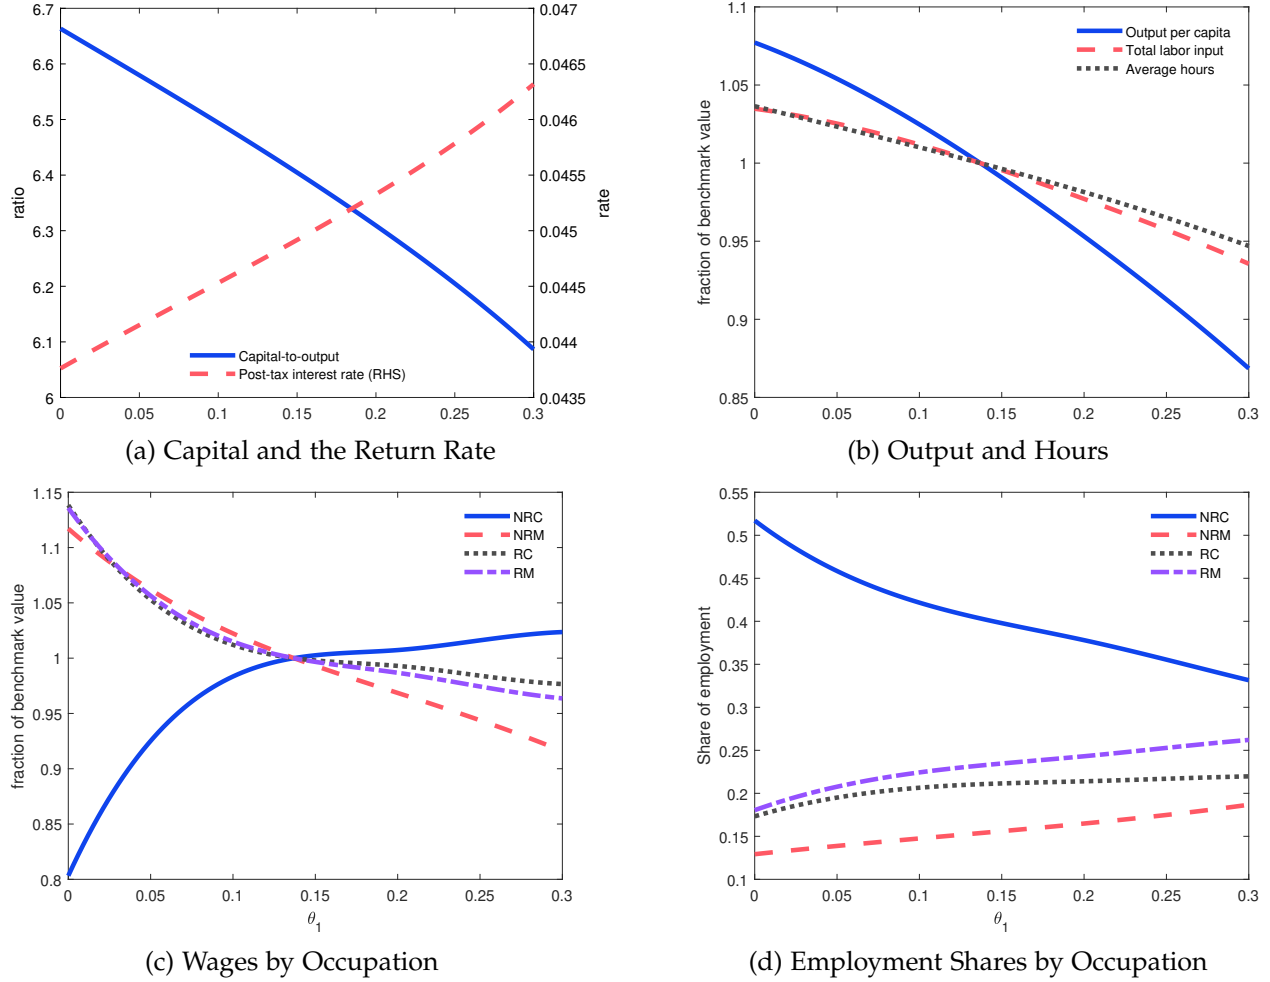 6.7
6.6
6.5
6.4
6.3
6.2
6.1
6
ratio
0.047
0.0465
0.046
0.0455
0.045
0.0445
0.044
0.0435
rate
Capital-to-output
Post-tax interest rate (RHS)
0 0.05 0.1 0.15 0.2 0.25 0.3
(a) Capital and the Return Rate
1.1
1.05
1
0.95
0.9
0.85
fraction of benchmark value
Output per capita
Total labor input
Average hours
0 0.05 0.1 0.15 0.2 0.25 0.3
(b) Output and Hours
1.15
1.1
1.05
1
0.95
0.9
0.85
0.8
fraction of benchmark value
NRC
NRM
RC
RM
0 0.05 0.1 0.15 0.2 0.25 0.3
θ1
(c) Wages by Occupation
0.55
0.5
0.45
0.4
0.35
0.3
0.25
0.2
0.15
0.1
Share of employment
NRC
NRM
RC
RM
0 0.05 0.1 0.15 0.2 0.25 0.3
θ1
(d) Employment Shares by Occupation